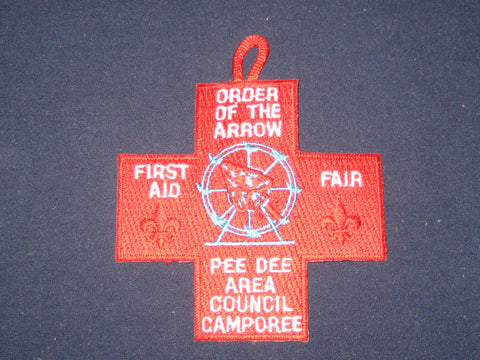 ORDER
OF THE
ARROW
FIRST
AID
FAIR
PEE DEE
AREA
COUNCIL
CAMPOREE